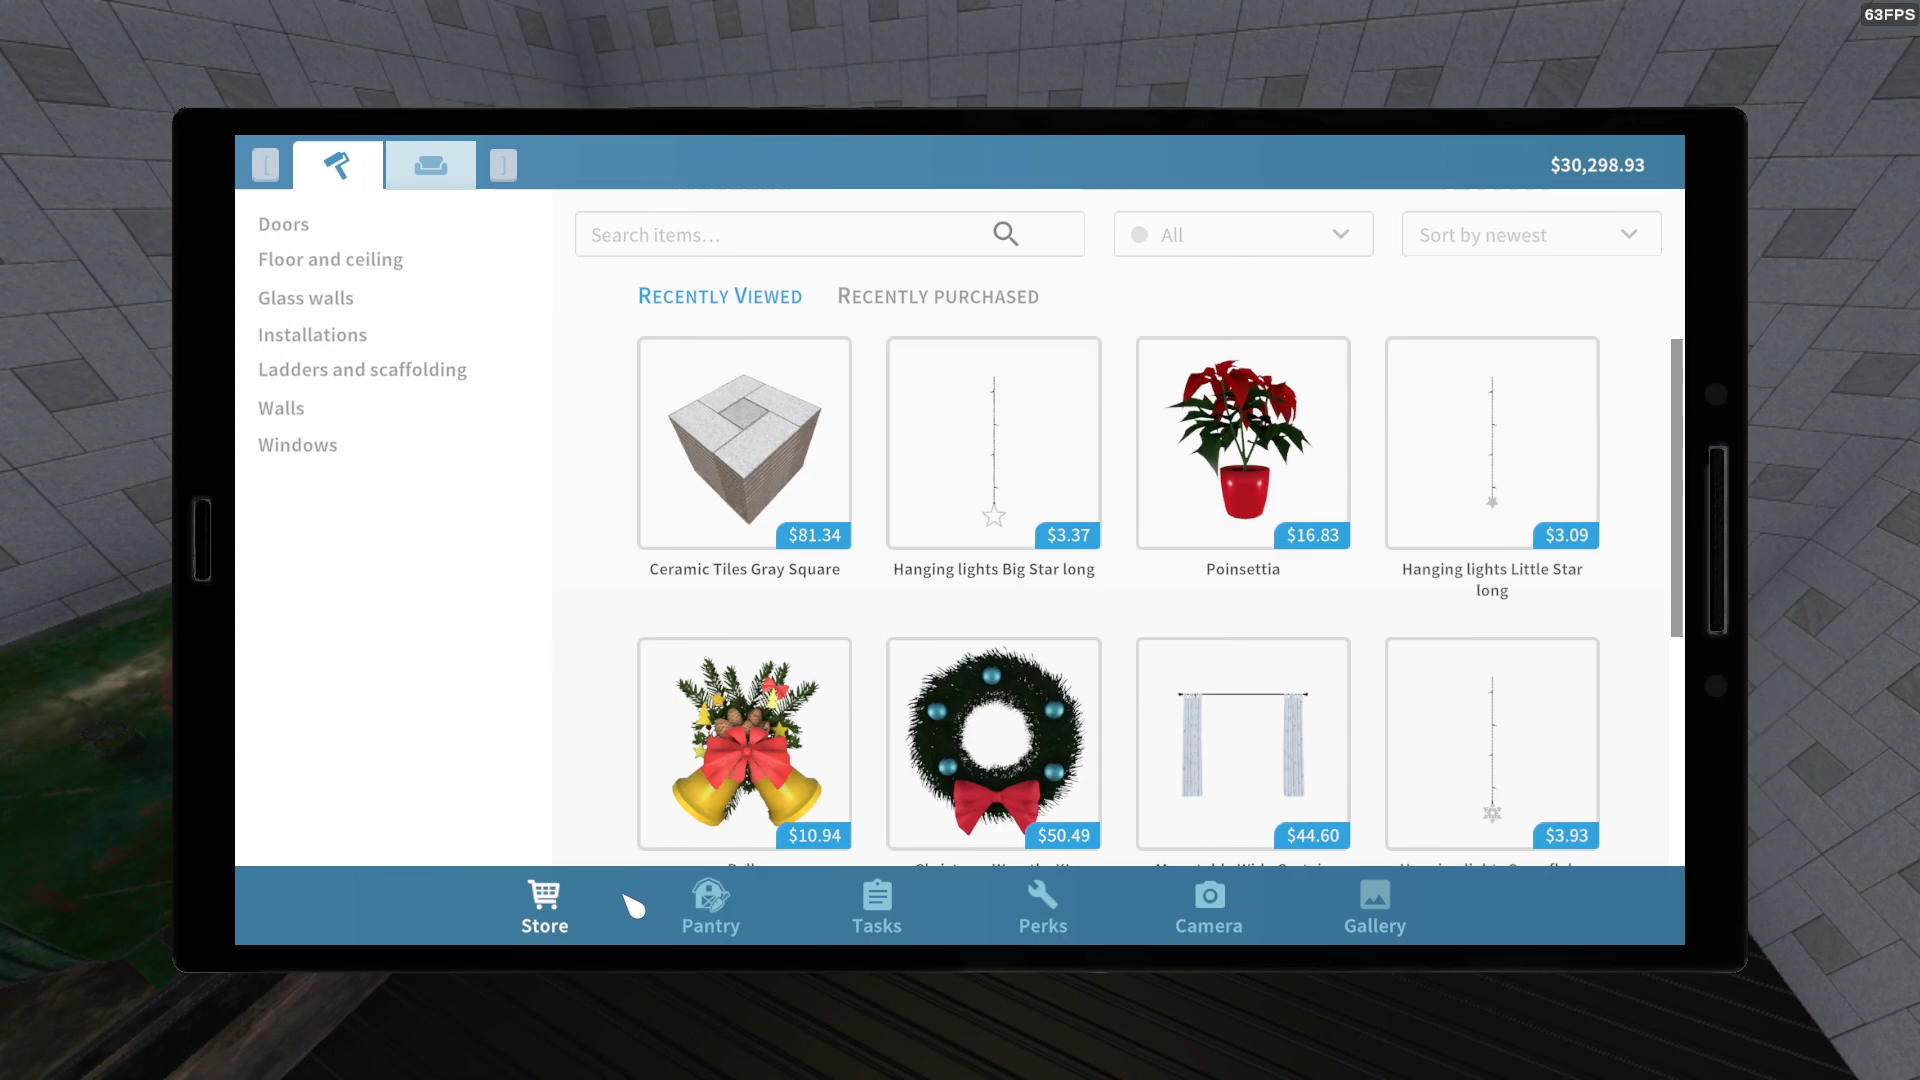 63FPS
[
]
$30,298.93
Doors
Floor and ceiling
Glass walls
Installations
Ladders and scaffolding
Walls
Windows
Search items...
All
Sort by newest
RECENTLY VIEWED
RECENTLY PURCHASED
$81.34
$3.37
$16.83
$3.09
Ceramic Tiles Gray Square
Hanging lights Big Star long
Poinsettia
Hanging lights Little Star
long
$10.94
$50.49
$44.60
$3.93
Store
Pantry
Tasks
Perks
Camera
Gallery